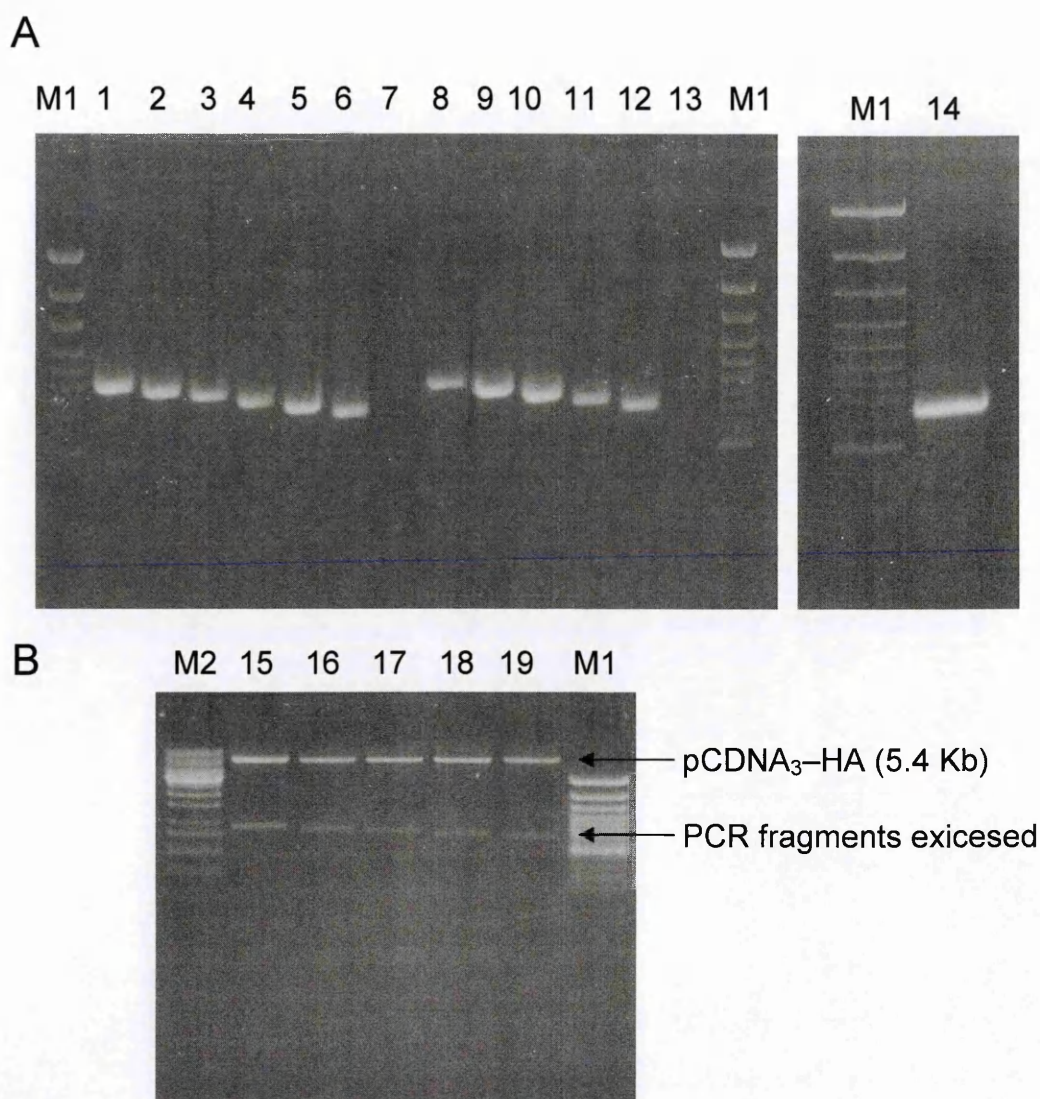 A
M1 1 2 3 4 5 6 7 8 9 10 11 12 13 M1 M1 14
B
M2 15 16 17 18 19 M1
pCDNA₃–HA (5.4 Kb)
PCR fragments exicesed